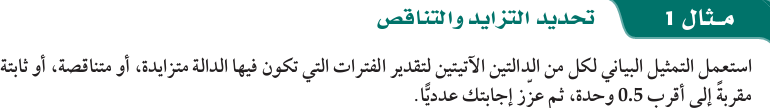 مثال 1 تحديد التزايد والتناقص
استعمل التمثيل البياني لكل من الدالتين الآتيتين لتقدير الفترات التي تكون فيها الدالة متزايدة، أو متناقصة، أو ثابتة
مقربةً إلى أقرب 0.5 وحدة، ثم عزّز إجابتك عدديًّا.